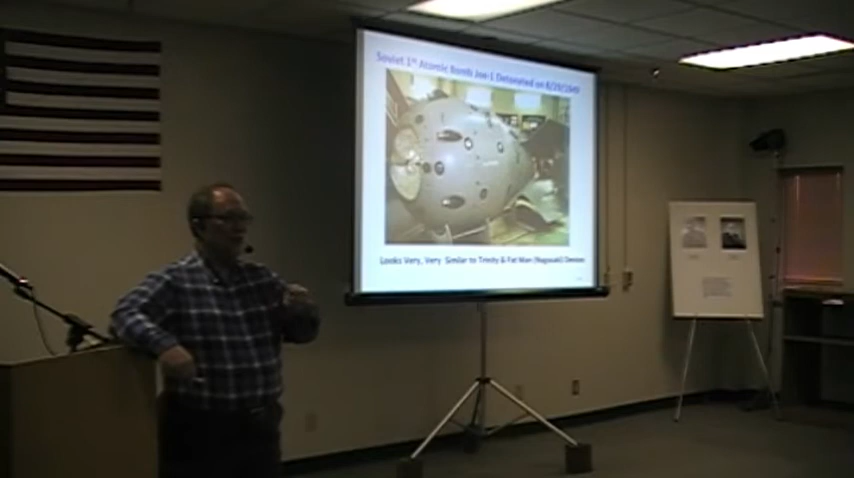 Soviet 1st Atomic Bomb Joe-1 Detonated on 8/29/1949
Looks Very, Very Similar to Trinity & Fat Man (Nagasaki) Devices